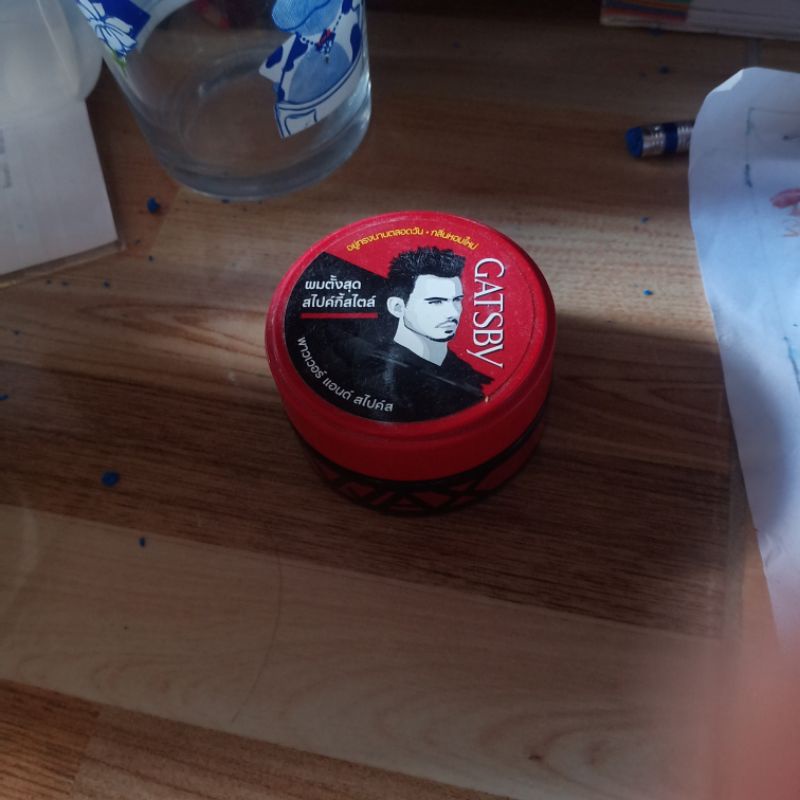 อยู่ทรงนานตลอดวัน • กลิ่นหอมใหม่
ผมตั้งสุด
สไปค์กี้สไตล์
GATSBY
พาวเวอร์ แอนด์ สไปค์ส